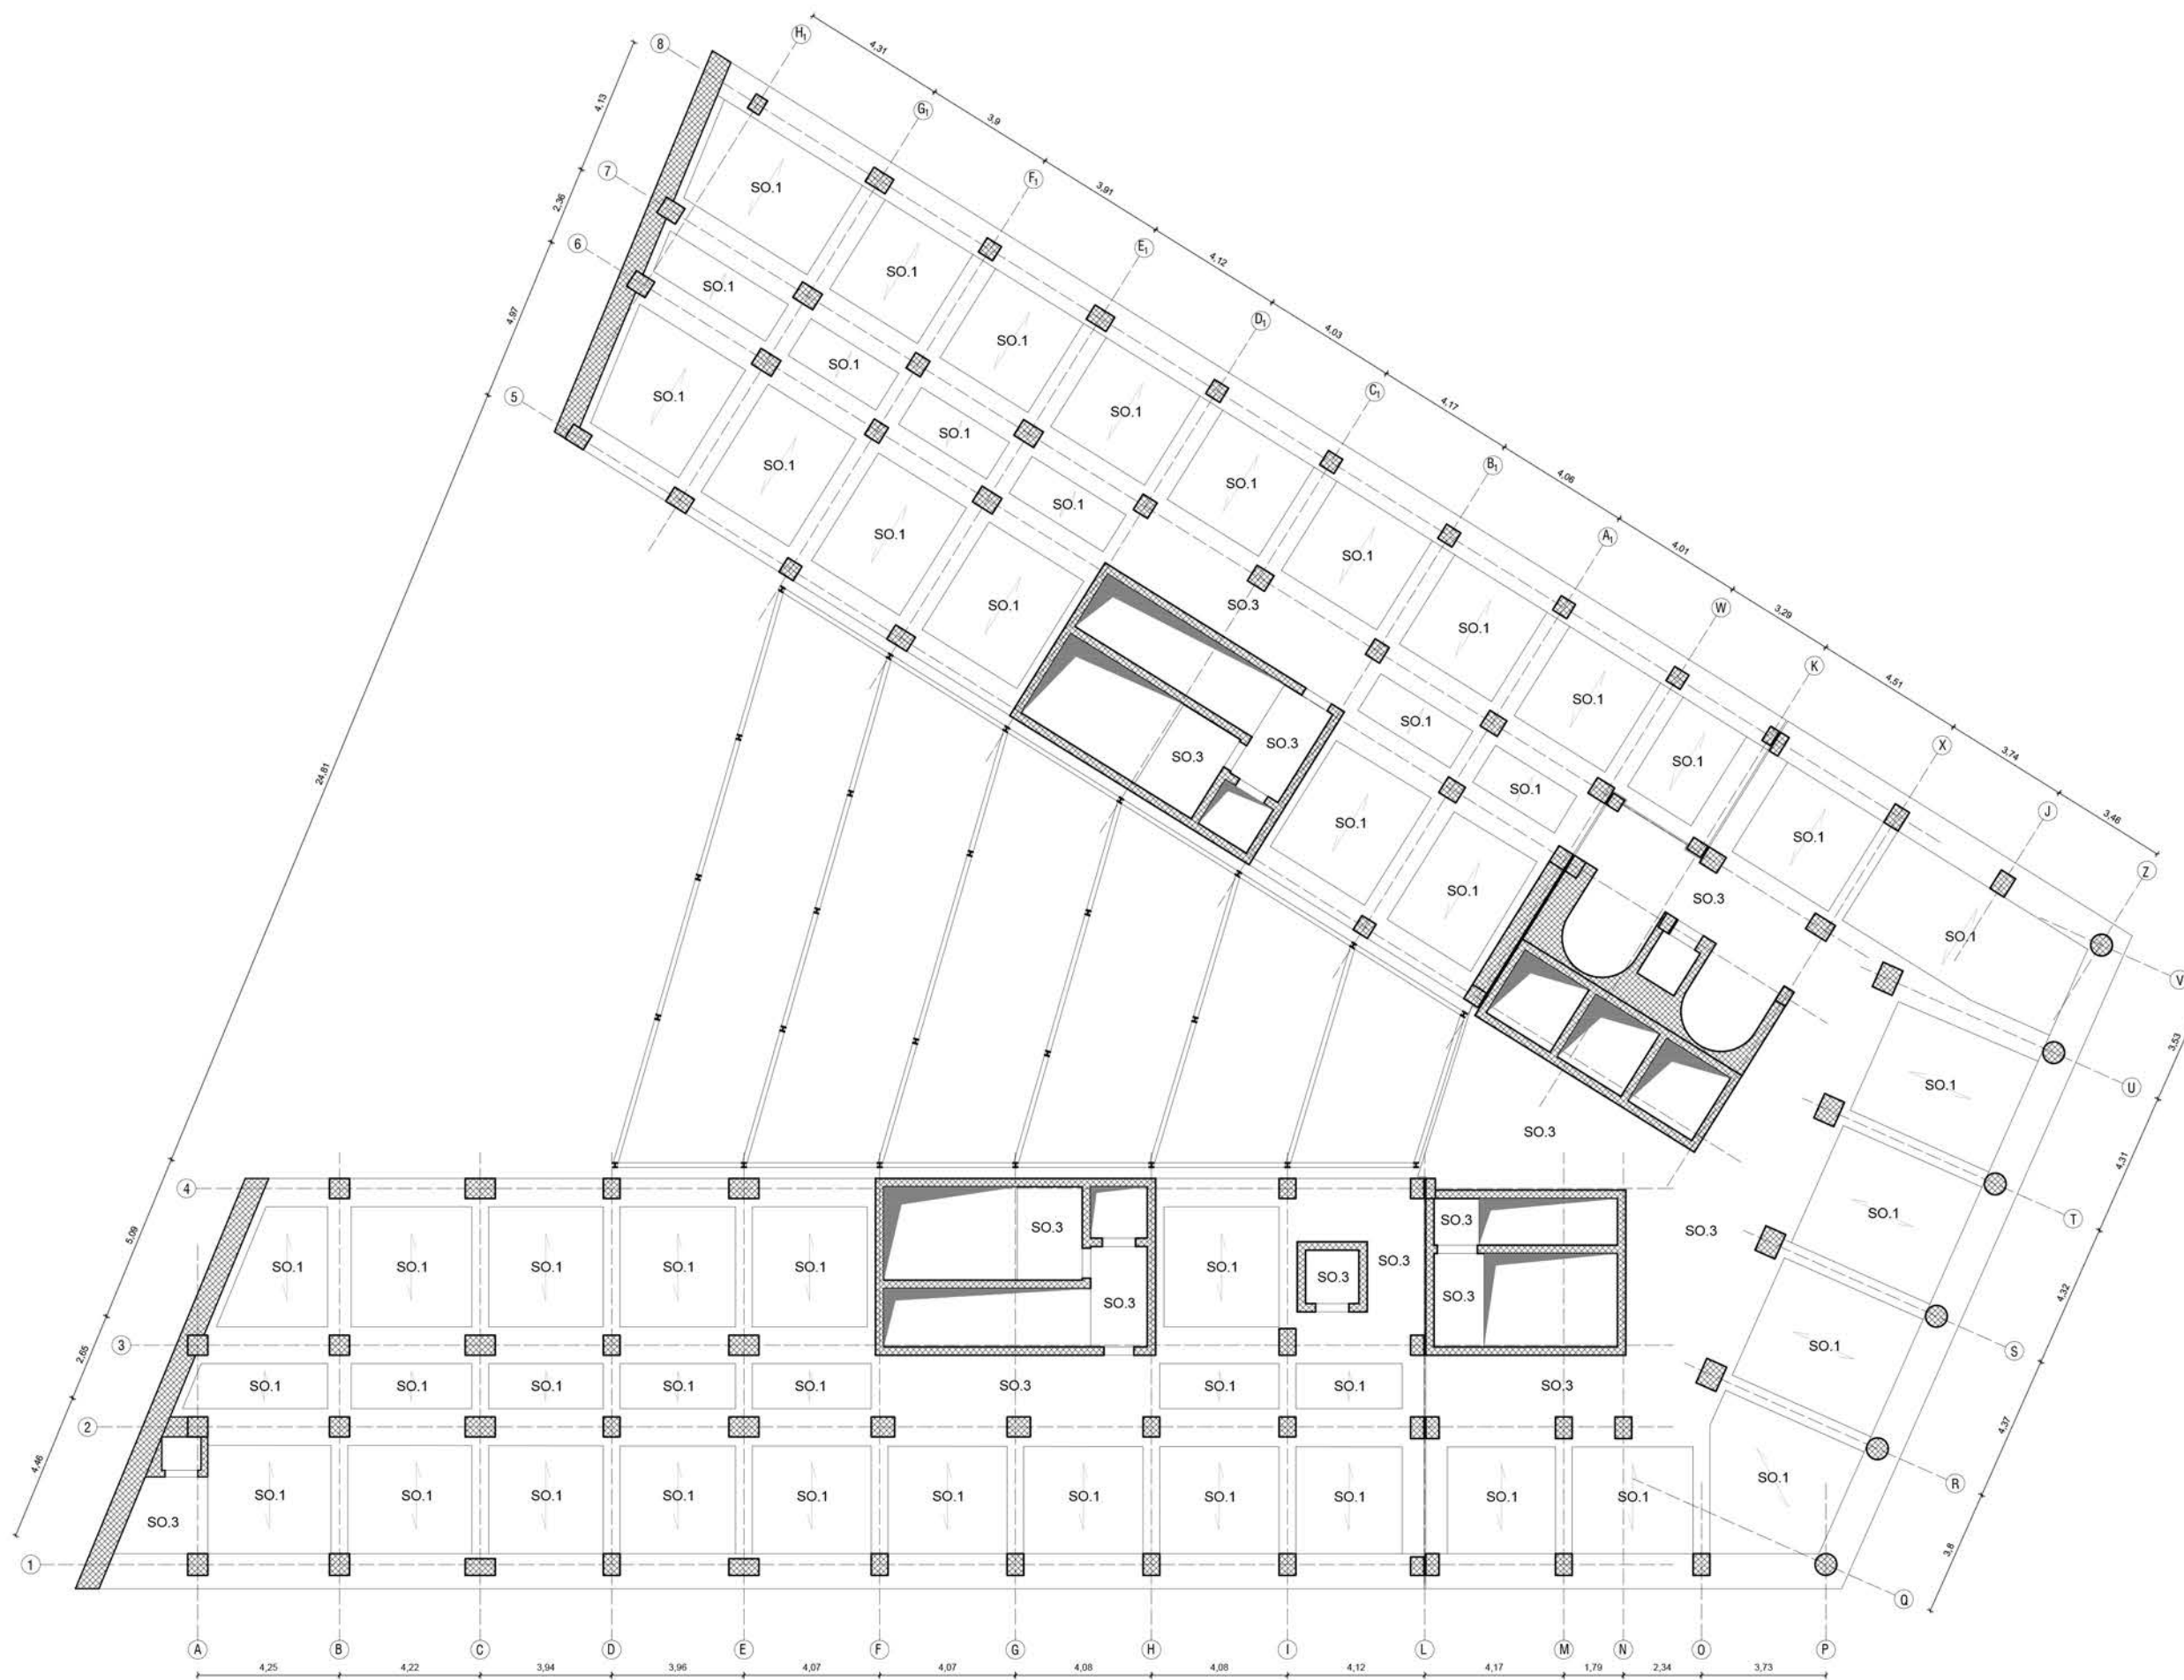 H1
8
4,31
G1
4,13
3,9
F1
7
3,91
SO.1
2,36
E1
6
4,12
SO.1
SO.1
D1
4,97
4,03
SO.1
SO.1
C1
5
SO.1
4,17
SO.1
SO.1
B1
SO.1
4,06
SO.1
SO.1
A1
SO.1
SO.1
4,01
SO.1
SO.1
W
3,29
SO.3
SO.1
K
4,51
SO.1
SO.1
X
3,74
SO.1
SO.3
SO.3
SO.1
J
3,46
24,81
SO.1
SO.1
SO.1
Z
SO.1
SO.3
SO.1
V
3,53
SO.1
U
SO.3
4,31
4
SO.1
T
SO.3
SO.3
SO.3
5,09
SO.1
SO.1
SO.1
SO.1
SO.1
SO.1
SO.3
SO.3
SO.3
SO.3
4,32
3
SO.1
S
2,65
SO.1
SO.1
SO.1
SO.1
SO.1
SO.3
SO.1
SO.1
SO.3
2
4,37
4,46
SO.1
R
SO.1
SO.1
SO.1
SO.1
SO.1
SO.1
SO.1
SO.1
SO.1
SO.1
SO.1
SO.3
3,8
1
Q
A
B
C
D
E
F
G
H
I
L
M
N
O
P
4,25
4,22
3,94
3,96
4,07
4,07
4,08
4,08
4,12
4,17
1,79
2,34
3,73